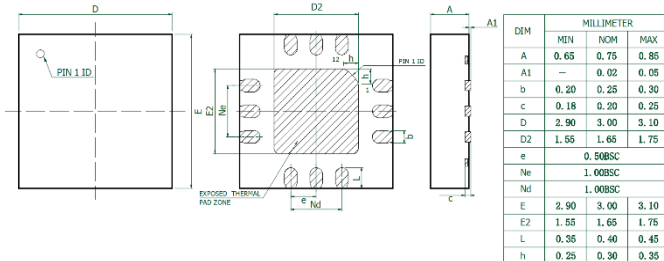 D
PIN 1 ID
E
D2
12
h
h
PIN 1 ID
1
E2
Ne
b
EXPOSED THERMAL
PAD ZONE
L
e
Nd
A
A1
c
DIM MILLIMETER
MIN NOM MAX
A 0.65 0.75 0.85
A1 — 0.02 0.05
b 0.20 0.25 0.30
c 0.18 0.20 0.25
D 2.90 3.00 3.10
D2 1.55 1.65 1.75
e 0.50BSC
Ne 1.00BSC
Nd 1.00BSC
E 2.90 3.00 3.10
E2 1.55 1.65 1.75
L 0.35 0.40 0.45
h 0.25 0.30 0.35